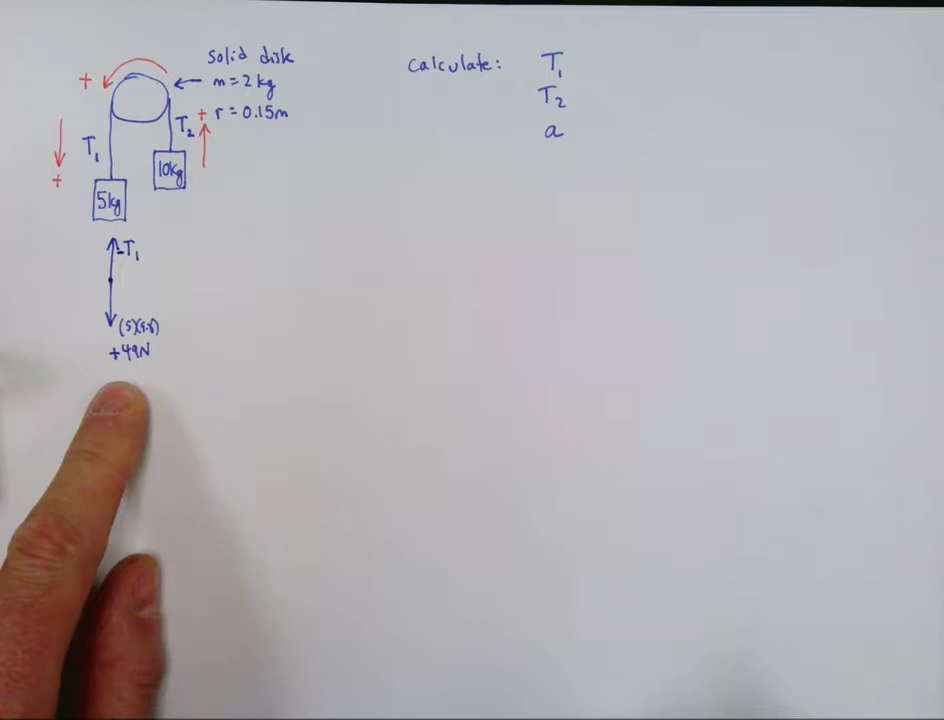 solid disk
m = 2 kg
r = 0.15m
+
T₁
T₂
+
+
5kg
10kg
-T₁
(5)(9.8)
+49N
calculate: T₁
T₂
a